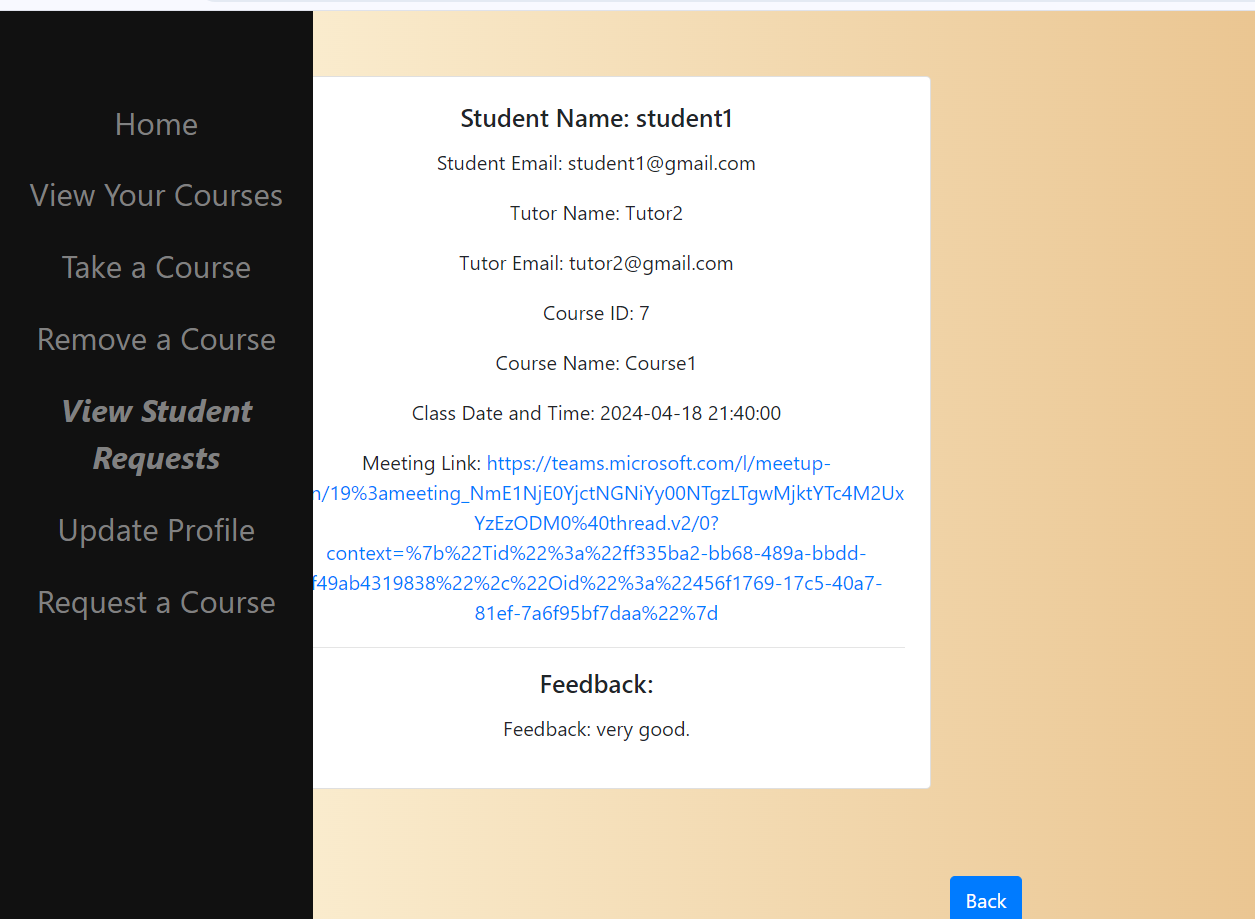 Home
View Your Courses
Take a Course
Remove a Course
View Student
Requests
Update Profile
Request a Course
Student Name: student1
Student Email: student1@gmail.com
Tutor Name: Tutor2
Tutor Email: tutor2@gmail.com
Course ID: 7
Course Name: Course1
Class Date and Time: 2024-04-18 21:40:00
Meeting Link: https://teams.microsoft.com/l/meetup-
n/19%3ameeting_NmE1NjE0YjctNGNiYy00NTgzLTgwMjktYTc4M2Ux
YzEzODM0%40thread.v2/0?
context=%7b%22Tid%22%3a%22ff335ba2-bb68-489a-bbdd-
f49ab4319838%22%2c%22Oid%22%3a%22456f1769-17c5-40a7-
81ef-7a6f95bf7daa%22%7d
Feedback:
Feedback: very good.
Back